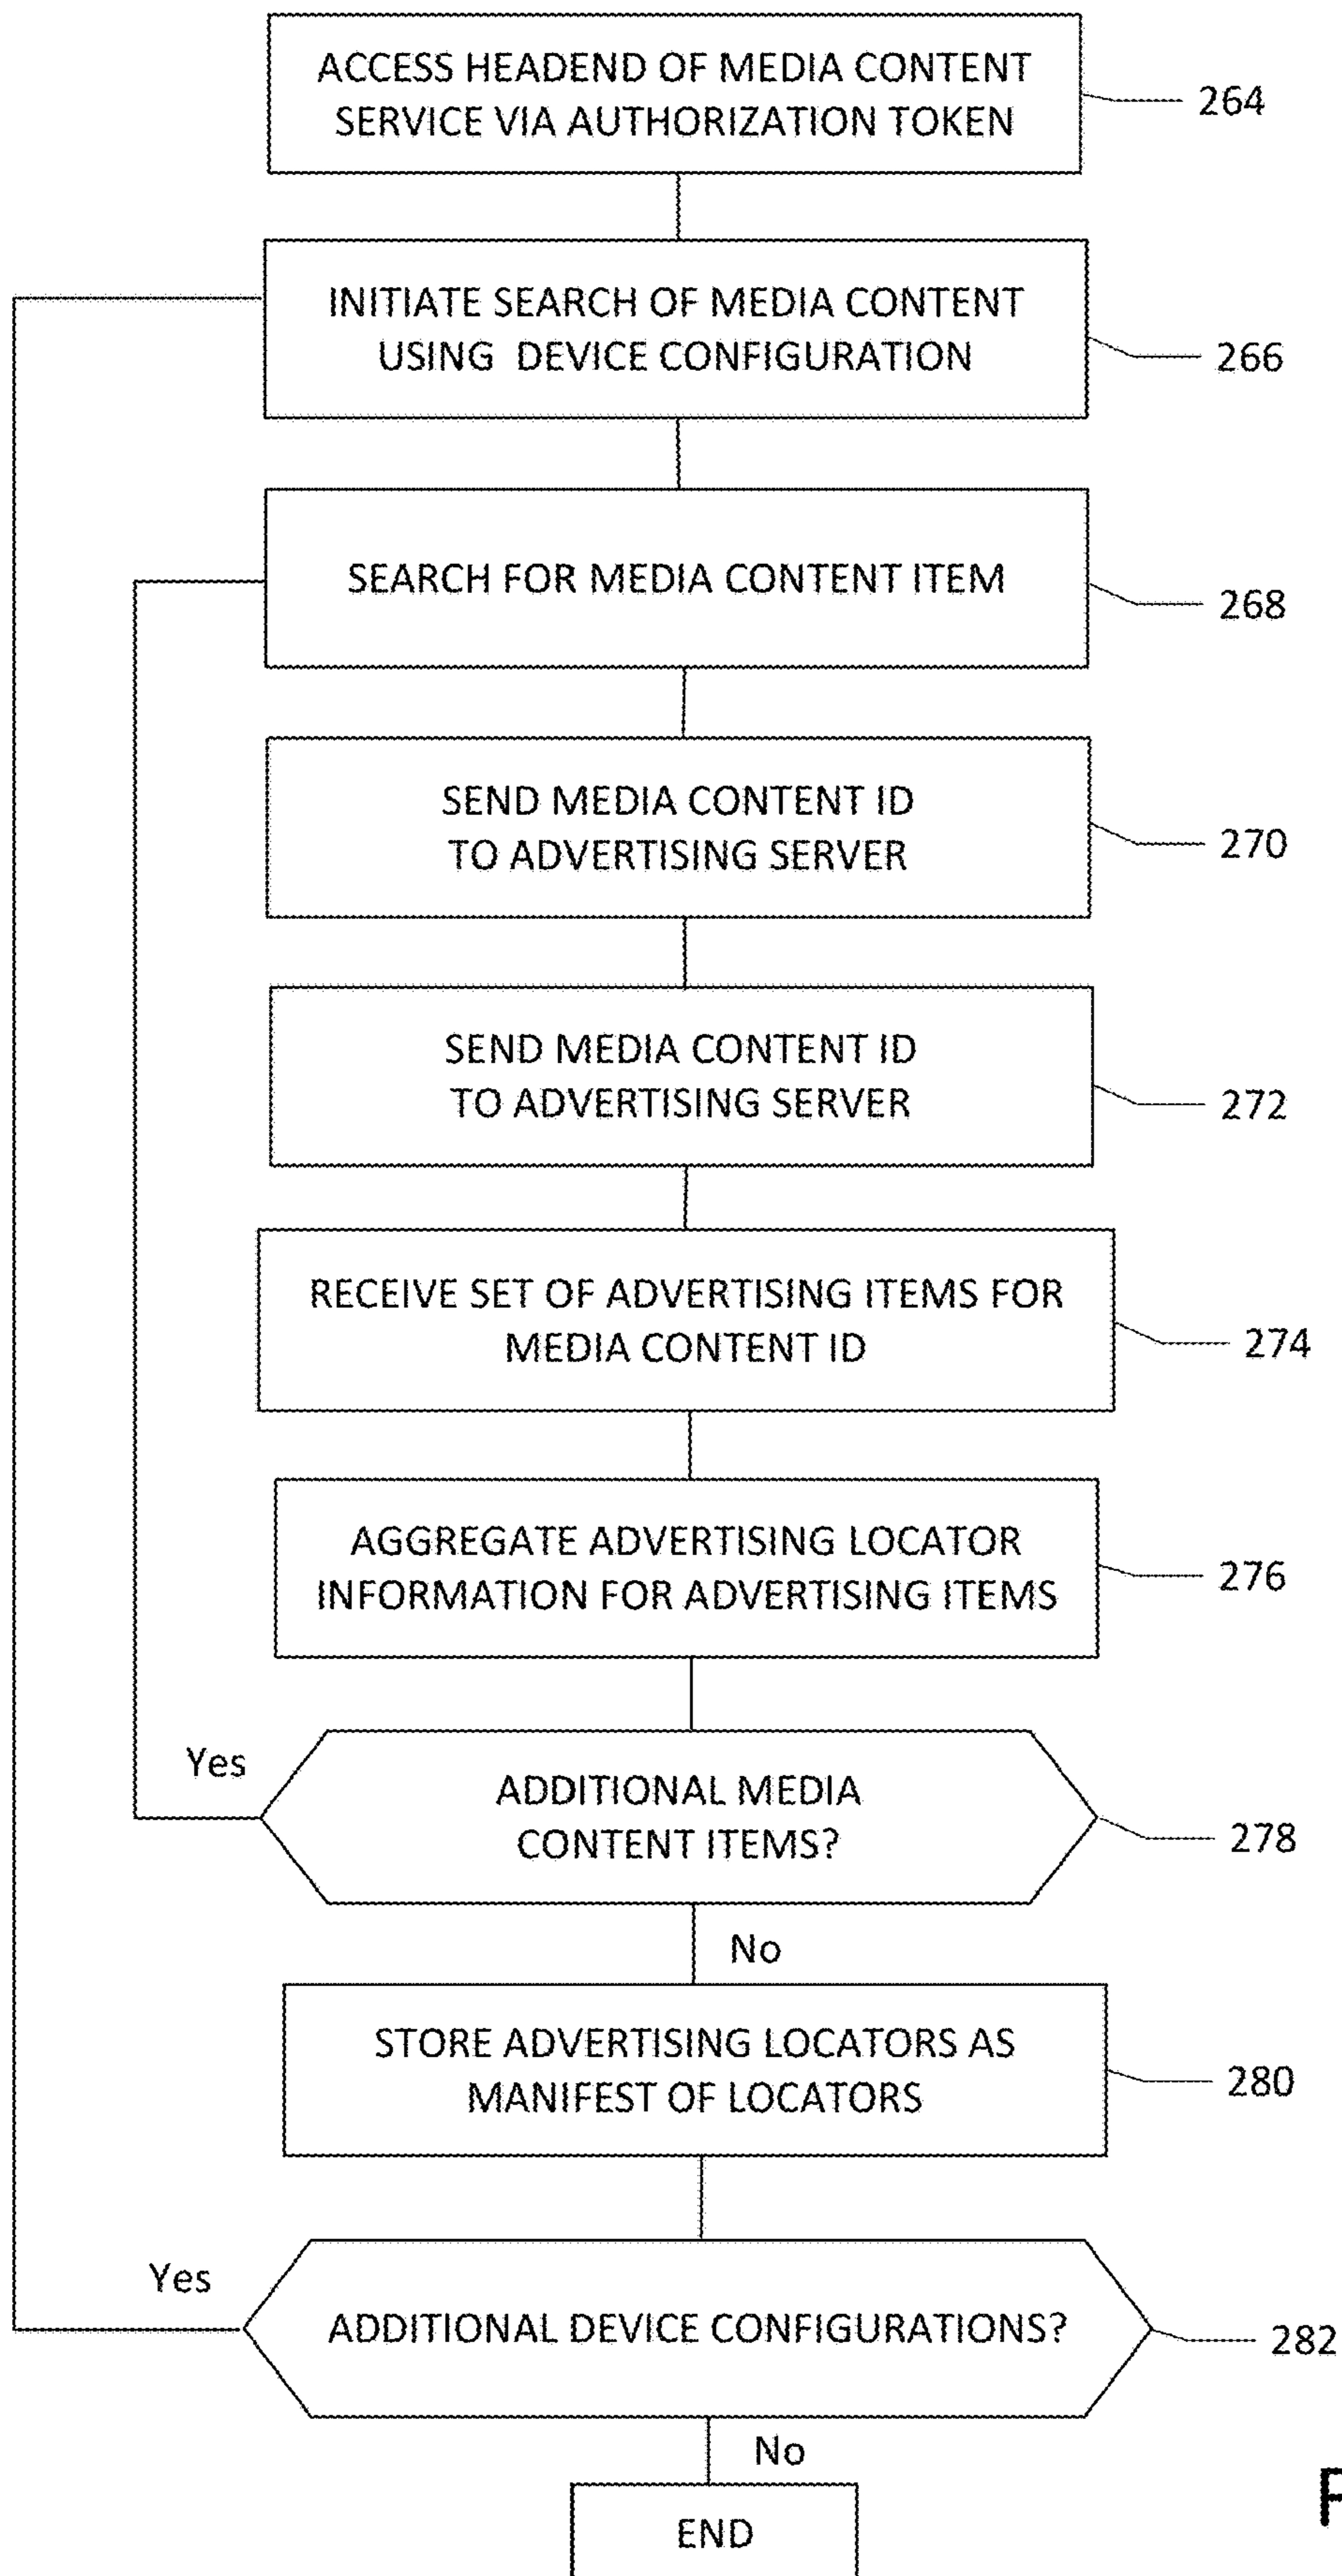 ACCESS HEADEND OF MEDIA CONTENT
SERVICE VIA AUTHORIZATION TOKEN
264
INITIATE SEARCH OF MEDIA CONTENT
USING DEVICE CONFIGURATION
266
SEARCH FOR MEDIA CONTENT ITEM
268
SEND MEDIA CONTENT ID
TO ADVERTISING SERVER
270
SEND MEDIA CONTENT ID
TO ADVERTISING SERVER
272
RECEIVE SET OF ADVERTISING ITEMS FOR
MEDIA CONTENT ID
274
AGGREGATE ADVERTISING LOCATOR
INFORMATION FOR ADVERTISING ITEMS
276
Yes
ADDITIONAL MEDIA
CONTENT ITEMS?
278
No
STORE ADVERTISING LOCATORS AS
MANIFEST OF LOCATORS
280
Yes
ADDITIONAL DEVICE CONFIGURATIONS?
282
No
END